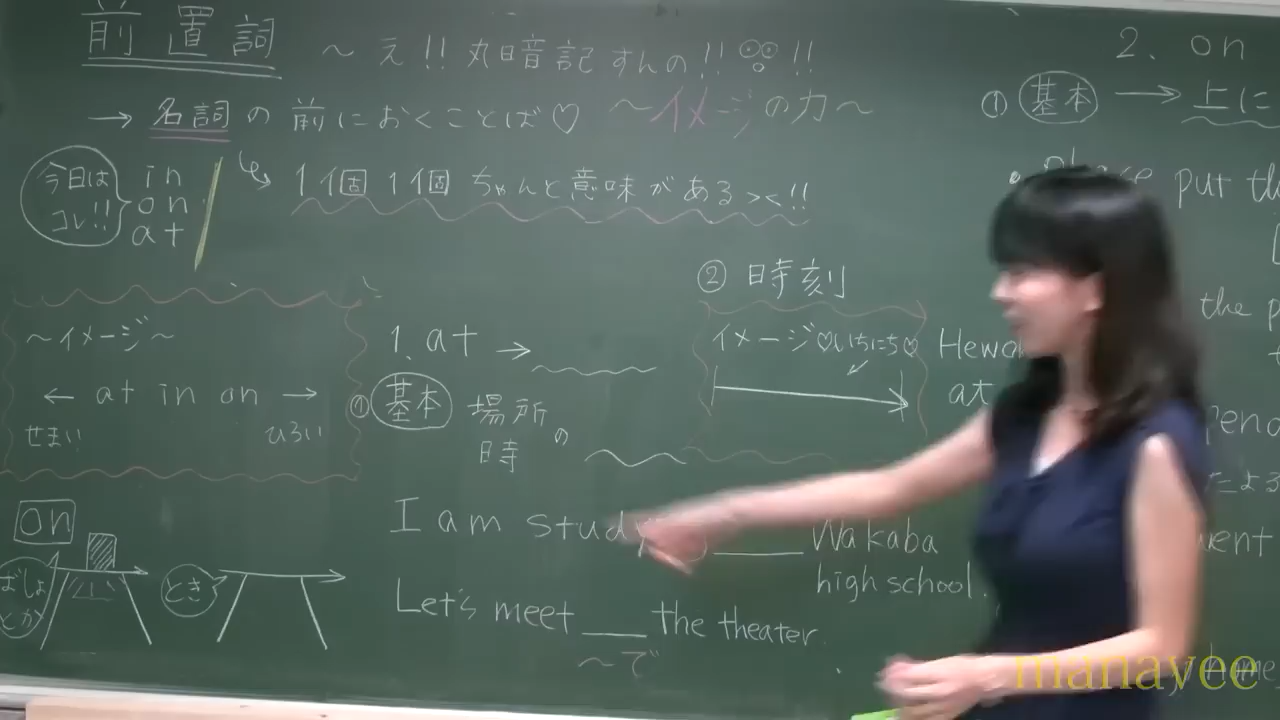 前置詞 ～え!!丸暗記すんの!!!!
→名詞の前におくことば♡ ～イメージの力～
1個1個ちゃんと意味がある><!!
今日はコレ!!
in
on
at
～イメージ～
← at in on →
せまい ひろい
on
ばしょとか
とき
1. at →
① 基本 場所
時 の
② 時刻
イメージ♡いちにち♡
I am study ____ Wakaba
high school.
Let's meet ___ the theater.
～で
at
2. on
① 基本 → 上に
put th
the p
manavee